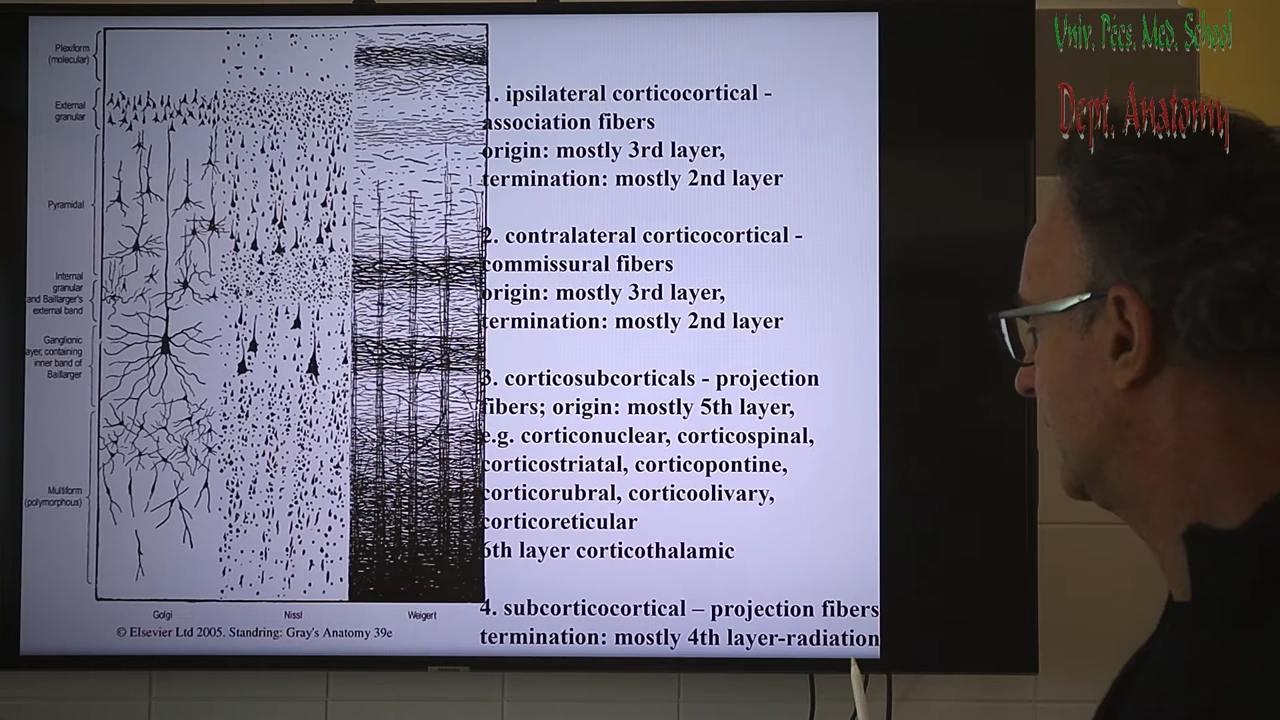 Univ. Pécs. Med. School
Dept. Anatomy
Plexiform
(molecular)
External
granular
Pyramidal
Internal
granular
and Baillarger's
external band
Ganglionic
layer, containing
inner band of
Baillarger
Multiform
(polymorphous)
Golgi
Nissl
Weigert
© Elsevier Ltd 2005. Standring: Gray's Anatomy 39e
1. ipsilateral corticocortical -
association fibers
origin: mostly 3rd layer,
termination: mostly 2nd layer
2. contralateral corticocortical -
commissural fibers
origin: mostly 3rd layer,
termination: mostly 2nd layer
3. corticosubcorticals - projection
fibers; origin: mostly 5th layer,
e.g. corticonuclear, corticospinal,
corticostriatal, corticopontine,
corticorubral, corticoolivary,
corticoreticular
6th layer corticothalamic
4. subcorticocortical – projection fibers
termination: mostly 4th layer-radiation